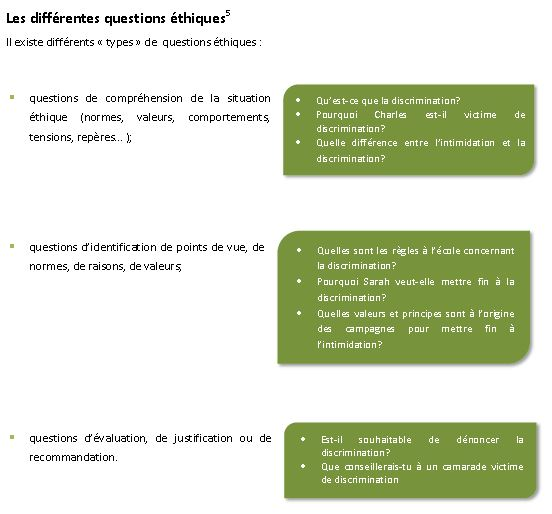 Les différentes questions éthiques5
Il existe différents « types » de questions éthiques :
questions de compréhension de la situation
éthique (normes, valeurs, comportements,
tensions, repères... );
• Qu'est-ce que la discrimination?
• Pourquoi Charles est-il victime de
discrimination?
• Quelle différence entre l'intimidation et la
discrimination?
questions d'identification de points de vue, de
normes, de raisons, de valeurs;
• Quelles sont les règles à l'école concernant
la discrimination?
• Pourquoi Sarah veut-elle mettre fin à la
discrimination?
• Quelles valeurs et principes sont à l'origine
des campagnes pour mettre fin à
l'intimidation?
questions d'évaluation, de justification ou de
recommandation.
• Est-il souhaitable de dénoncer la
discrimination?
• Que conseillerais-tu à un camarade victime
de discrimination